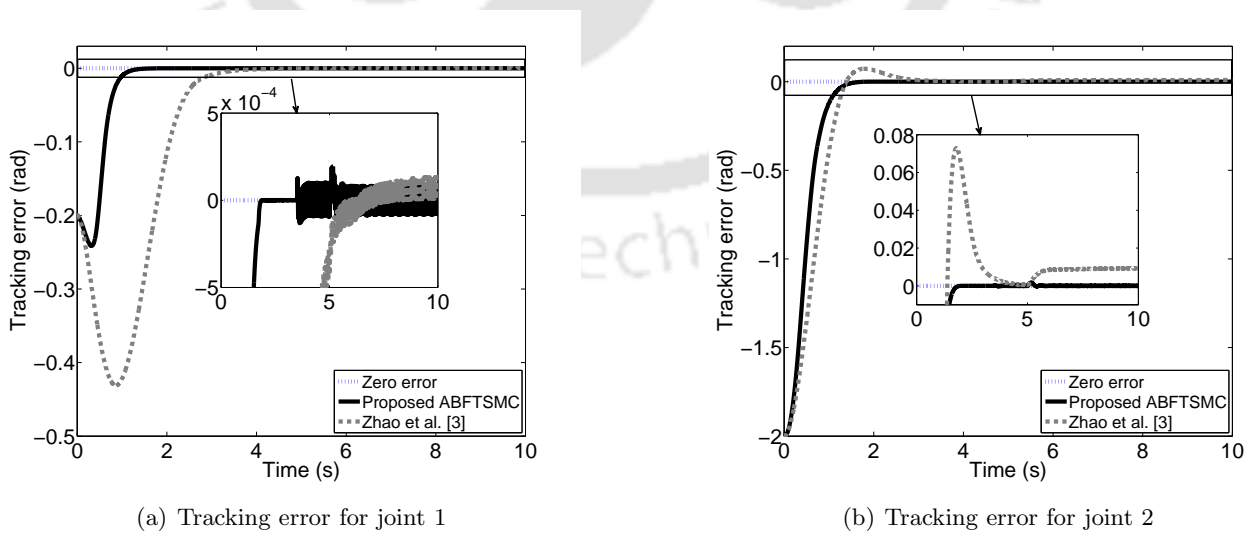 0
−0.1
−0.2
−0.3
−0.4
−0.5
0 2 4 6 8 10
Tracking error (rad)
Time (s)
5 x 10⁻⁴
0
−5
0 5 10
Zero error
Proposed ABFTSMC
Zhao et al. [3]
(a) Tracking error for joint 1
0
−0.5
−1
−1.5
−2
0 2 4 6 8 10
Tracking error (rad)
Time (s)
0.08
0.06
0.04
0.02
0
0 5 10
Zero error
Proposed ABFTSMC
Zhao et al. [3]
(b) Tracking error for joint 2
ech